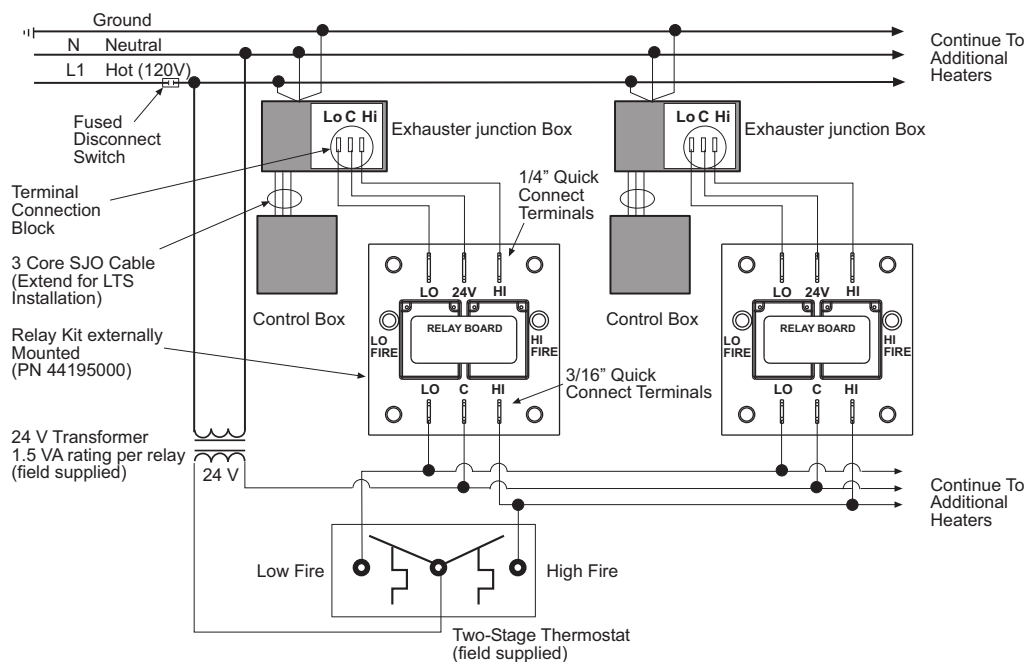 Ground
N Neutral
L1 Hot (120V)
Continue To
Additional
Heaters
Fused
Disconnect
Switch
Lo C Hi
Exhauster junction Box
Lo C Hi
Exhauster junction Box
Terminal
Connection
Block
1/4” Quick
Connect
Terminals
3 Core SJO Cable
(Extend for LTS
Installation)
Control Box
Control Box
LO 24V HI
LO
FIRE
RELAY BOARD
HI
FIRE
LO C HI
LO 24V HI
LO
FIRE
RELAY BOARD
HI
FIRE
LO C HI
Relay Kit externally
Mounted
(PN 44195000)
3/16” Quick
Connect Terminals
24 V Transformer
1.5 VA rating per relay
(field supplied)
24 V
Continue To
Additional
Heaters
Low Fire
High Fire
Two-Stage Thermostat
(field supplied)